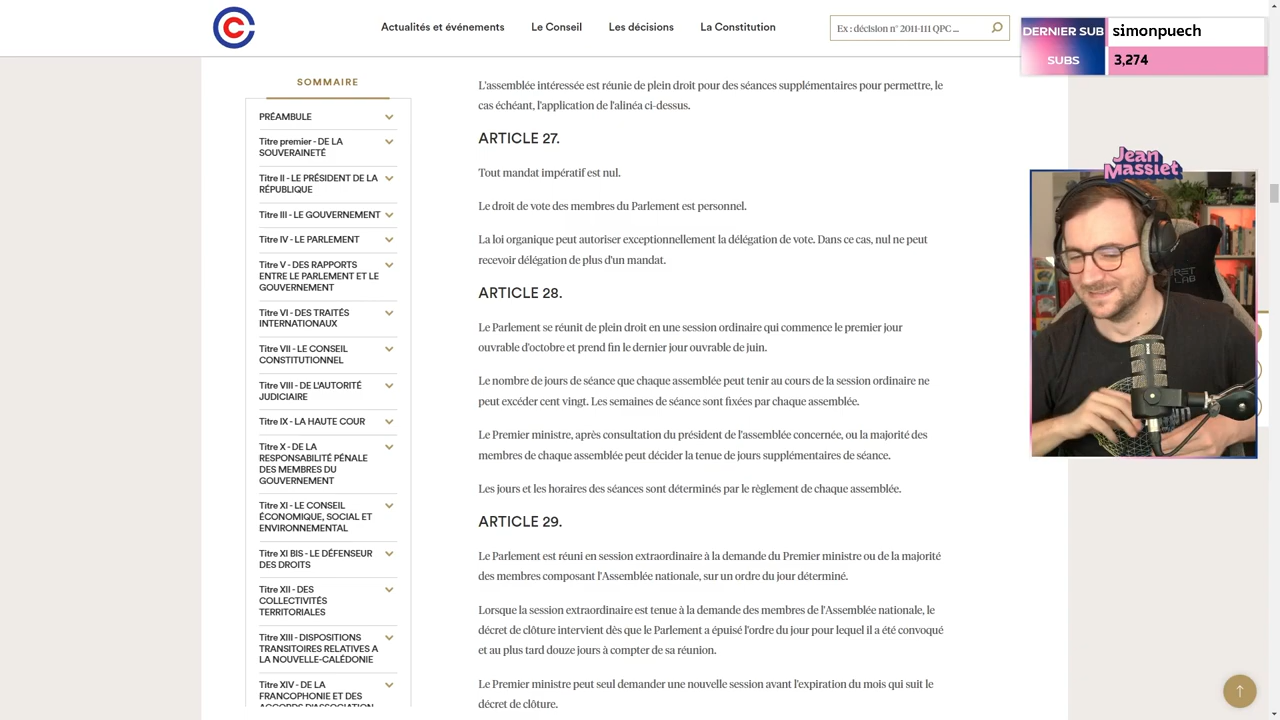 Actualités et événements
Le Conseil
Les décisions
La Constitution
Ex : décision n° 2011-111 QPC ...
DERNIER SUB
simonpuech
SUBS
3,274
SOMMAIRE
PRÉAMBULE
Titre premier - DE LA
SOUVERAINETÉ
Titre II - LE PRÉSIDENT DE LA
RÉPUBLIQUE
Titre III - LE GOUVERNEMENT
Titre IV - LE PARLEMENT
Titre V - DES RAPPORTS
ENTRE LE PARLEMENT ET LE
GOUVERNEMENT
Titre VI - DES TRAITÉS
INTERNATIONAUX
Titre VII - LE CONSEIL
CONSTITUTIONNEL
Titre VIII - DE L'AUTORITÉ
JUDICIAIRE
Titre IX - LA HAUTE COUR
Titre X - DE LA
RESPONSABILITÉ PÉNALE
DES MEMBRES DU
GOUVERNEMENT
Titre XI - LE CONSEIL
ÉCONOMIQUE, SOCIAL ET
ENVIRONNEMENTAL
Titre XI BIS - LE DÉFENSEUR
DES DROITS
Titre XII - DES
COLLECTIVITÉS
TERRITORIALES
Titre XIII - DISPOSITIONS
TRANSITOIRES RELATIVES A
LA NOUVELLE-CALÉDONIE
Titre XIV - DE LA
FRANCOPHONIE ET DES
ACCORDS D'ASSOCIATION
L'assemblée intéressée est réunie de plein droit pour des séances supplémentaires pour permettre, le
cas échéant, l'application de l'alinéa ci-dessus.
ARTICLE 27.
Tout mandat impératif est nul.
Le droit de vote des membres du Parlement est personnel.
La loi organique peut autoriser exceptionnellement la délégation de vote. Dans ce cas, nul ne peut
recevoir délégation de plus d'un mandat.
ARTICLE 28.
Le Parlement se réunit de plein droit en une session ordinaire qui commence le premier jour
ouvrable d'octobre et prend fin le dernier jour ouvrable de juin.
Le nombre de jours de séance que chaque assemblée peut tenir au cours de la session ordinaire ne
peut excéder cent vingt. Les semaines de séance sont fixées par chaque assemblée.
Le Premier ministre, après consultation du président de l'assemblée concernée, ou la majorité des
membres de chaque assemblée peut décider la tenue de jours supplémentaires de séance.
Les jours et les horaires des séances sont déterminés par le règlement de chaque assemblée.
ARTICLE 29.
Le Parlement est réuni en session extraordinaire à la demande du Premier ministre ou de la majorité
des membres composant l'Assemblée nationale, sur un ordre du jour déterminé.
Lorsque la session extraordinaire est tenue à la demande des membres de l'Assemblée nationale, le
décret de clôture intervient dès que le Parlement a épuisé l'ordre du jour pour lequel il a été convoqué
et au plus tard douze jours à compter de sa réunion.
Le Premier ministre peut seul demander une nouvelle session avant l'expiration du mois qui suit le
décret de clôture.
Jean
Massiet